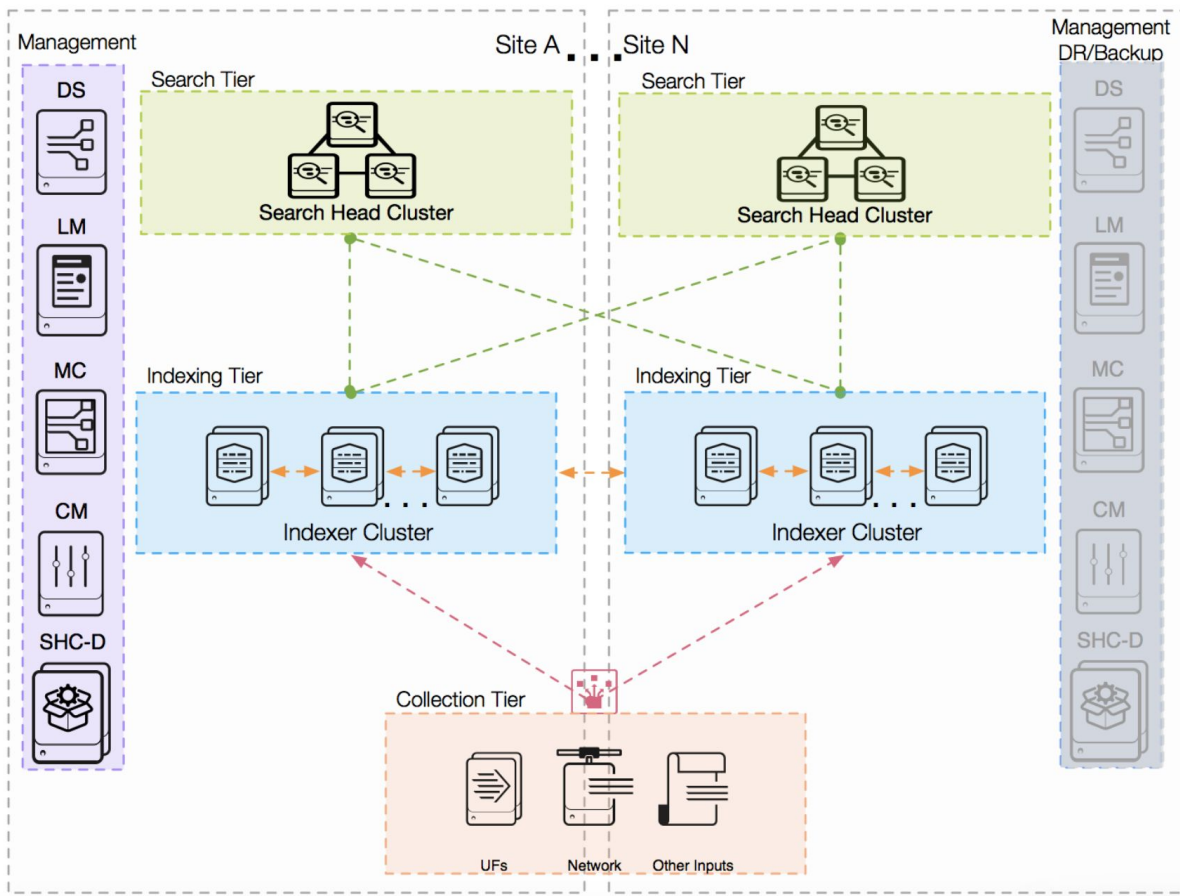 Management
Site A . . . Site N
Management
DR/Backup
DS
LM
MC
CM
SHC-D
Search Tier
Search Head Cluster
Search Tier
Search Head Cluster
Indexing Tier
. . .
Indexer Cluster
Indexing Tier
. . .
Indexer Cluster
Collection Tier
UFs
Network
Other Inputs
DS
LM
MC
CM
SHC-D